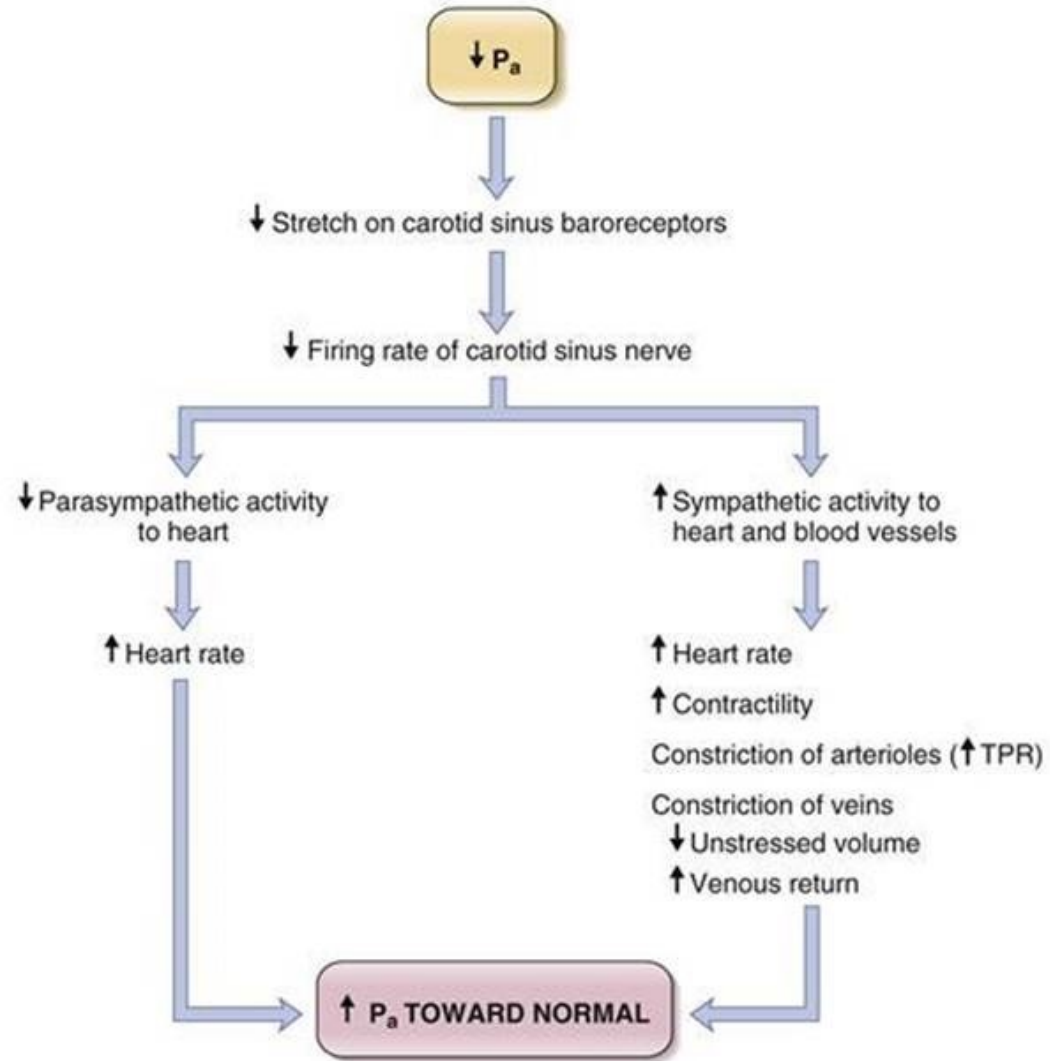 ↓ Pa
↓ Stretch on carotid sinus baroreceptors
↓ Firing rate of carotid sinus nerve
↓ Parasympathetic activity
to heart
↑ Heart rate
↑ Sympathetic activity to
heart and blood vessels
↑ Heart rate
↑ Contractility
Constriction of arterioles (↑ TPR)
Constriction of veins
↓ Unstressed volume
↑ Venous return
↑ Pa TOWARD NORMAL